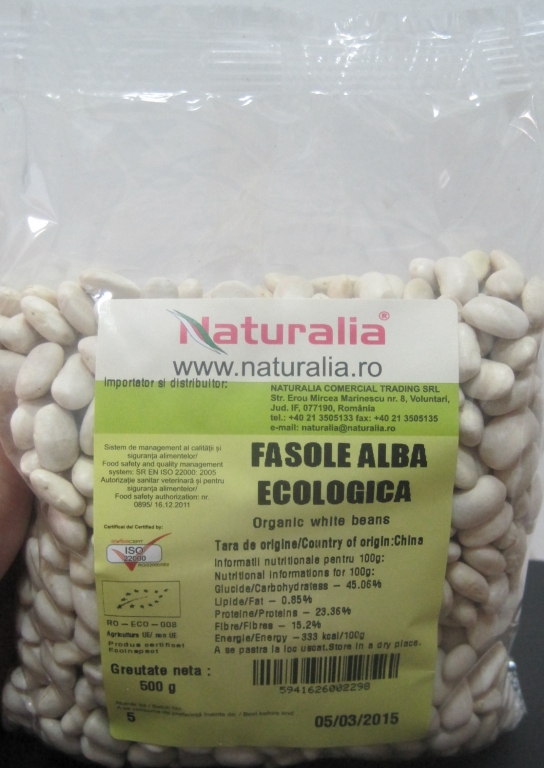 Naturalia®
www.naturalia.ro
Importator si distribuitor:
NATURALIA COMERCIAL TRADING SRL
Str. Erou Mircea Marinescu nr. 8, Voluntari,
Jud. IF, 077190, România
tel.: +40 21 3505133 fax: +40 21 3505135
e-mail: naturalia@naturalia.ro
Sistem de management al calității și
siguranța alimentelor/
Food safety and quality management
system: SR EN ISO 22000: 2005
Autorizație sanitar veterinară și pentru
siguranța alimentelor/
Food safety authorization: nr.
0895/ 16.12.2011
Certificat de/ Certified by:
ISO
22000
RO - ECO - 008
Agriculture UE/ non UE
Produs certificat
Ecoinspect
FASOLE ALBA
ECOLOGICA
Organic white beans
Tara de origine/Country of origin:China
Informatii nutritionale pentru 100g:
Nutritional informations for 100g:
Glucide/Carbohydratess - 45.06%
Lipide/Fat - 0.85%
Proteine/Proteins - 23.36%
Fibre/Fibres - 15.2%
Energie/Energy -333 kcal/100g
A se pastra la loc uscat.Store in a dry place.
Greutate neta :
500 g
5941626002298
5
05/03/2015